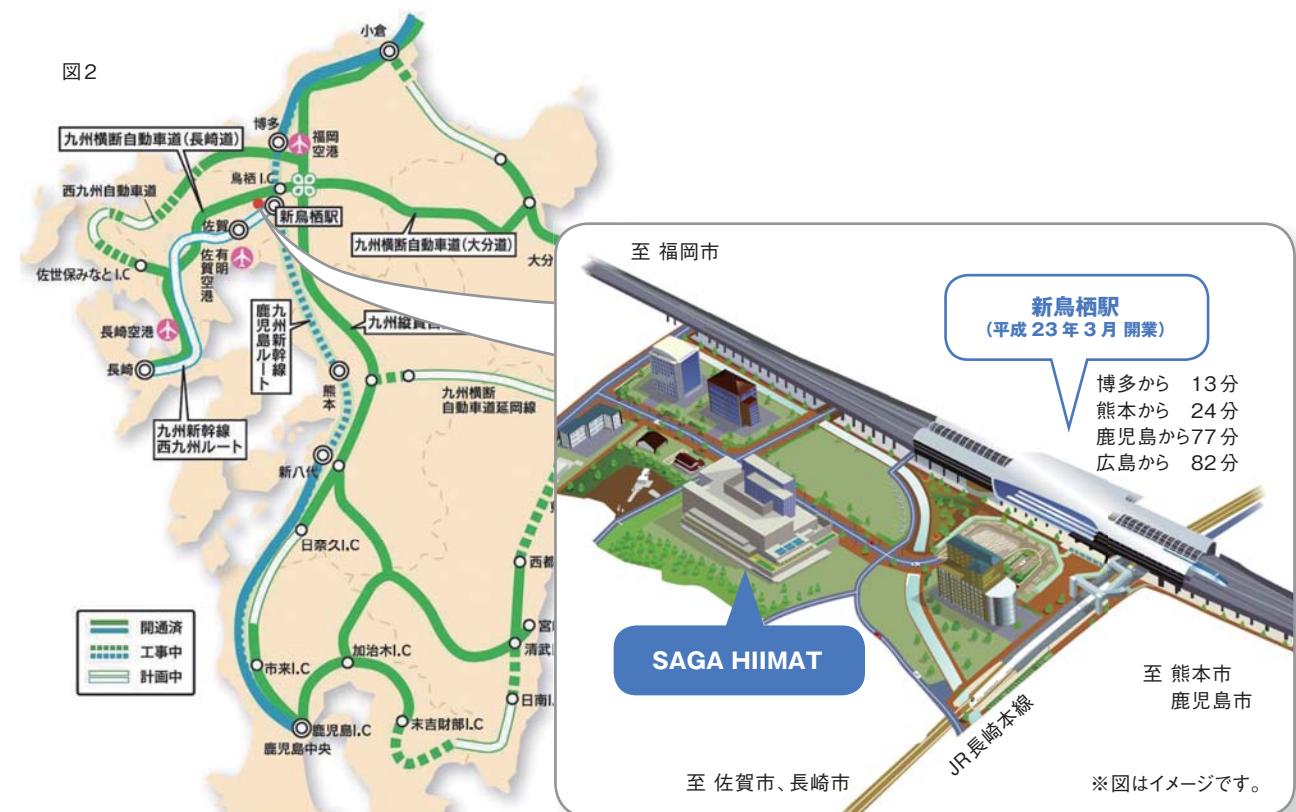 図2
小倉
博多
福岡
空港
九州横断自動車道(長崎道)
鳥栖I.C
西九州自動車道
新鳥栖駅
佐賀
九州横断自動車道(大分道)
大分
有明
佐賀空港
佐世保みなとI.C
九州新幹線
鹿児島ルート
九州縦貫自
長崎空港
長崎
熊本
九州横断
自動車道延岡線
九州新幹線
西九州ルート
新八代
日奈久I.C
西都
開通済
工事中
計画中
宮
清武I
市来I.C
加治木I.C
日南I.
鹿児島I.C
鹿児島中央
末吉財部I.C
至 福岡市
新鳥栖駅
(平成23年3月 開業)
博多から 13分
熊本から 24分
鹿児島から77分
広島から 82分
SAGA HIIMAT
至 熊本市
鹿児島市
JR長崎本線
至 佐賀市、長崎市
※図はイメージです。